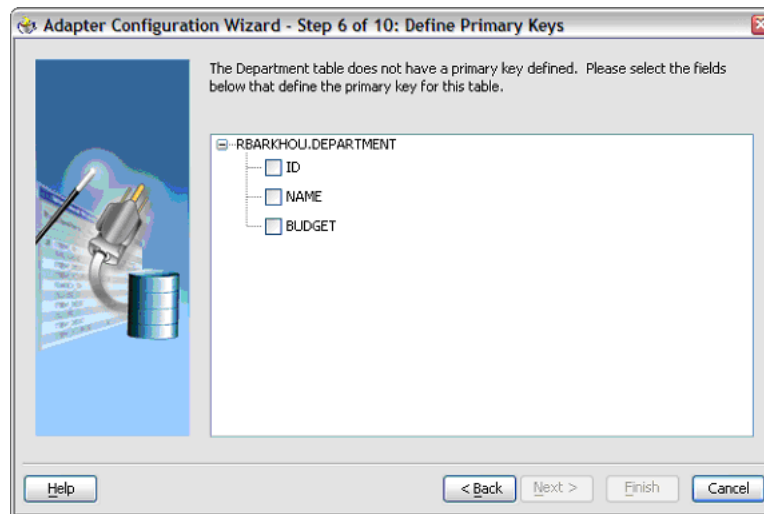 Adapter Configuration Wizard - Step 6 of 10: Define Primary Keys
The Department table does not have a primary key defined. Please select the fields
below that define the primary key for this table.
RBARKHOU.DEPARTMENT
ID
NAME
BUDGET
Help
< Back
Next >
Finish
Cancel